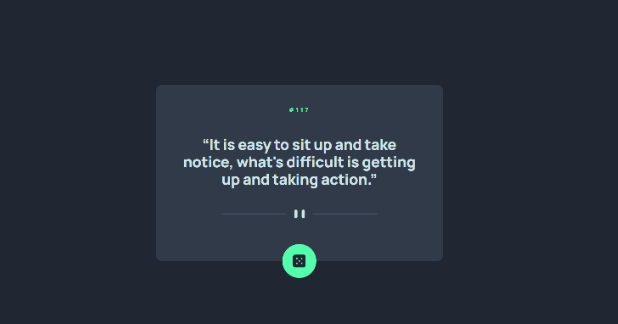 #117
“It is easy to sit up and take
notice, what's difficult is getting
up and taking action.”